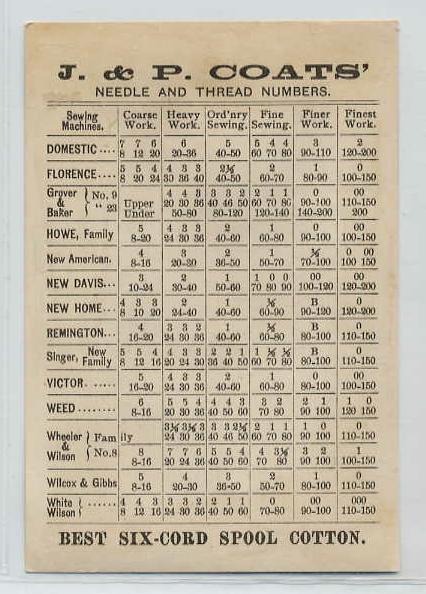 J. & P. COATS'
NEEDLE AND THREAD NUMBERS.
Sewing Machines. Coarse Work. Heavy Work. Ord'nry Sewing. Fine Sewing. Finer Work. Finest Work.
DOMESTIC .... 7 7 6 6 5 5 4 4 3 2
8 12 20 20-36 40-50 60 70 80 90-110 120-200
FLORENCE.... 5 5 4 4 3 3 2½ 2 1 0
8 20 24 24 30 36 40-50 60-70 80-90 100-150
Grover & Baker { No. 9 4 4 3 3 3 2 2 1 1 0 00
" 23 Upper 20 30 36 40 46 50 60 70 80 90-100 110-150
Under 50-80 80-120 120-140 140-200 200
HOWE, Family 5 4 3 3 2 1 0 00
8-20 24 30 36 40-60 60-80 90-100 100-150
New American. 4 3 2 1 ½ 0 00
8-16 20-30 36-50 50-70 70-100 100 150
NEW DAVIS... 3 2 1 1 0 0 00 00
10-24 30-40 50-60 70 80 90 100-120 120-200
NEW HOME.. 4 3 3 2 1 ½ B 0
8 10 20 24-40 40-60 60-90 90-120 120-200
REMINGTON... 4 3 3 2 1 ½ B 0
16-20 24 30 36 40-60 60-80 80-100 110-150
Singer, New Family 5 5 4 4 3 3 2 2 1 1 ½ ½ B 0
8 12 16 20 24 30 36 40 50 60 70 80 80-100 110-150
VICTOR. ..... 5 4 3 3 2 1 0 00
16-20 24 30 36 40-60 60-80 80-100 100-150
WEED ........ 6 5 5 4 4 4 3 3 2 2 1 1 0
8-16 20 30 36 40 50 60 70 80 90 100 120 150
Wheeler & Wilson { Family 3½ 3½ 3 3 3 2½ 2 1 1 1 0 0
24 30 36 40 46 50 60 70 80 90 100 110-150
No.8 8 7 7 6 5 5 4 4 3½ 3 2 1
8-16 20 24 36 40 50 60 70 80 90 100 100-150
Wilcox & Gibbs 5 4 3 2 1 0
8-16 20-30 36-50 50-70 80-100 110-150
White Wilson { ...... 4 4 3 3 3 2 2 1 1 0 00 000
8 12 16 24 30 36 40 50 60 70-80 90-100 110-150
BEST SIX-CORD SPOOL COTTON.